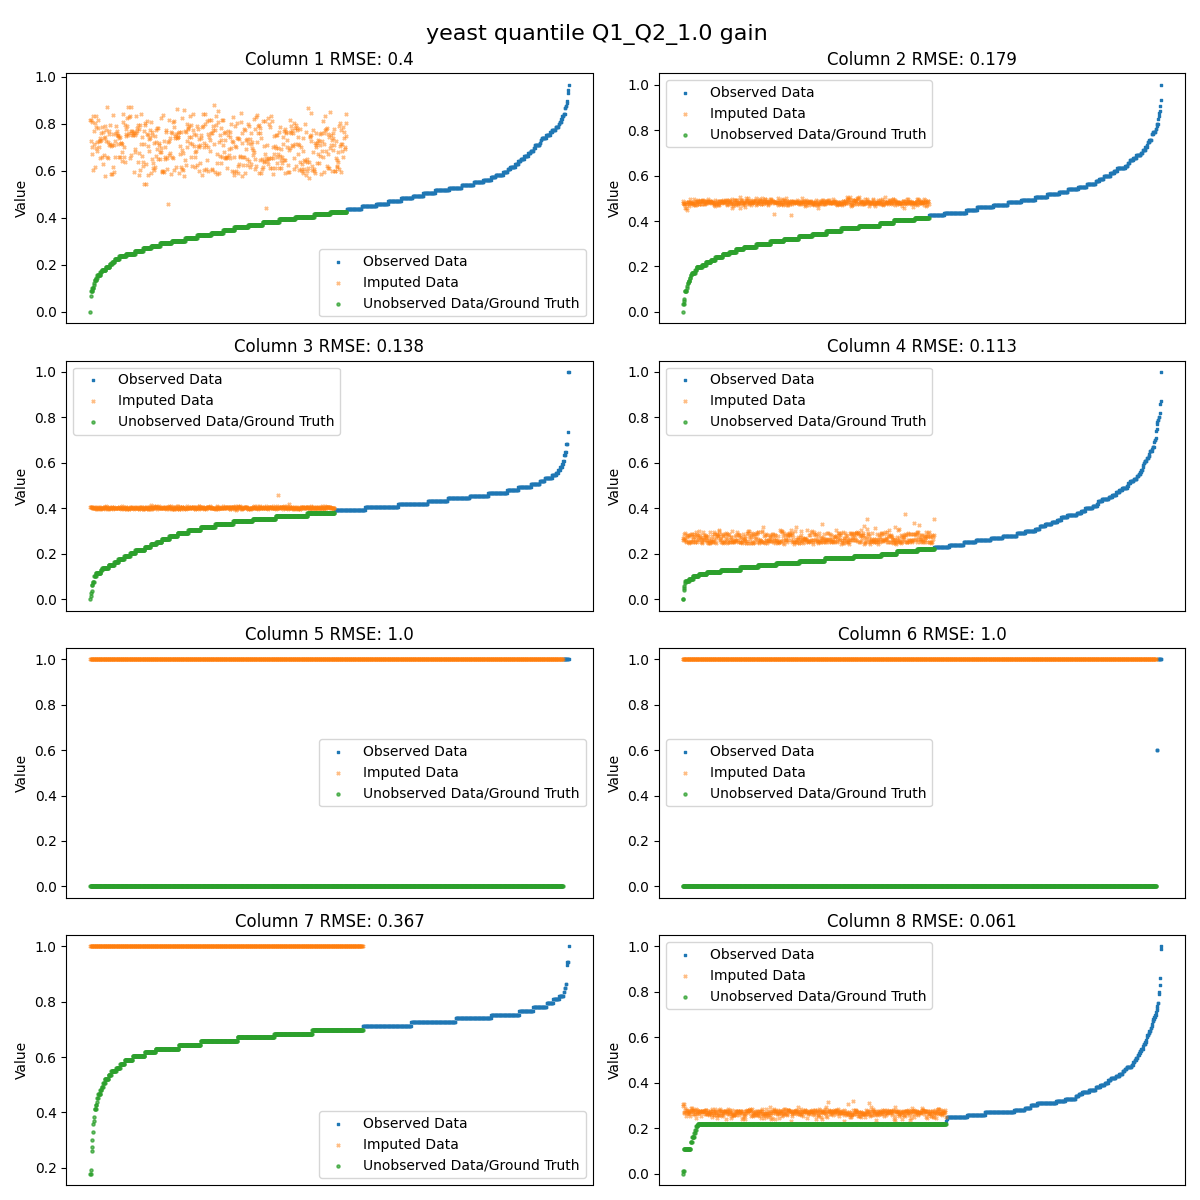 yeast quantile Q1_Q2_1.0 gain
Column 1 RMSE: 0.4
1.0
0.8
0.6
0.4
0.2
0.0
Value
Observed Data
Imputed Data
Unobserved Data/Ground Truth
Column 2 RMSE: 0.179
1.0
0.8
0.6
0.4
0.2
0.0
Value
Observed Data
Imputed Data
Unobserved Data/Ground Truth
Column 3 RMSE: 0.138
1.0
0.8
0.6
0.4
0.2
0.0
Value
Observed Data
Imputed Data
Unobserved Data/Ground Truth
Column 4 RMSE: 0.113
1.0
0.8
0.6
0.4
0.2
0.0
Value
Observed Data
Imputed Data
Unobserved Data/Ground Truth
Column 5 RMSE: 1.0
1.0
0.8
0.6
0.4
0.2
0.0
Value
Observed Data
Imputed Data
Unobserved Data/Ground Truth
Column 6 RMSE: 1.0
1.0
0.8
0.6
0.4
0.2
0.0
Value
Observed Data
Imputed Data
Unobserved Data/Ground Truth
Column 7 RMSE: 0.367
1.0
0.8
0.6
0.4
0.2
Value
Observed Data
Imputed Data
Unobserved Data/Ground Truth
Column 8 RMSE: 0.061
1.0
0.8
0.6
0.4
0.2
0.0
Value
Observed Data
Imputed Data
Unobserved Data/Ground Truth